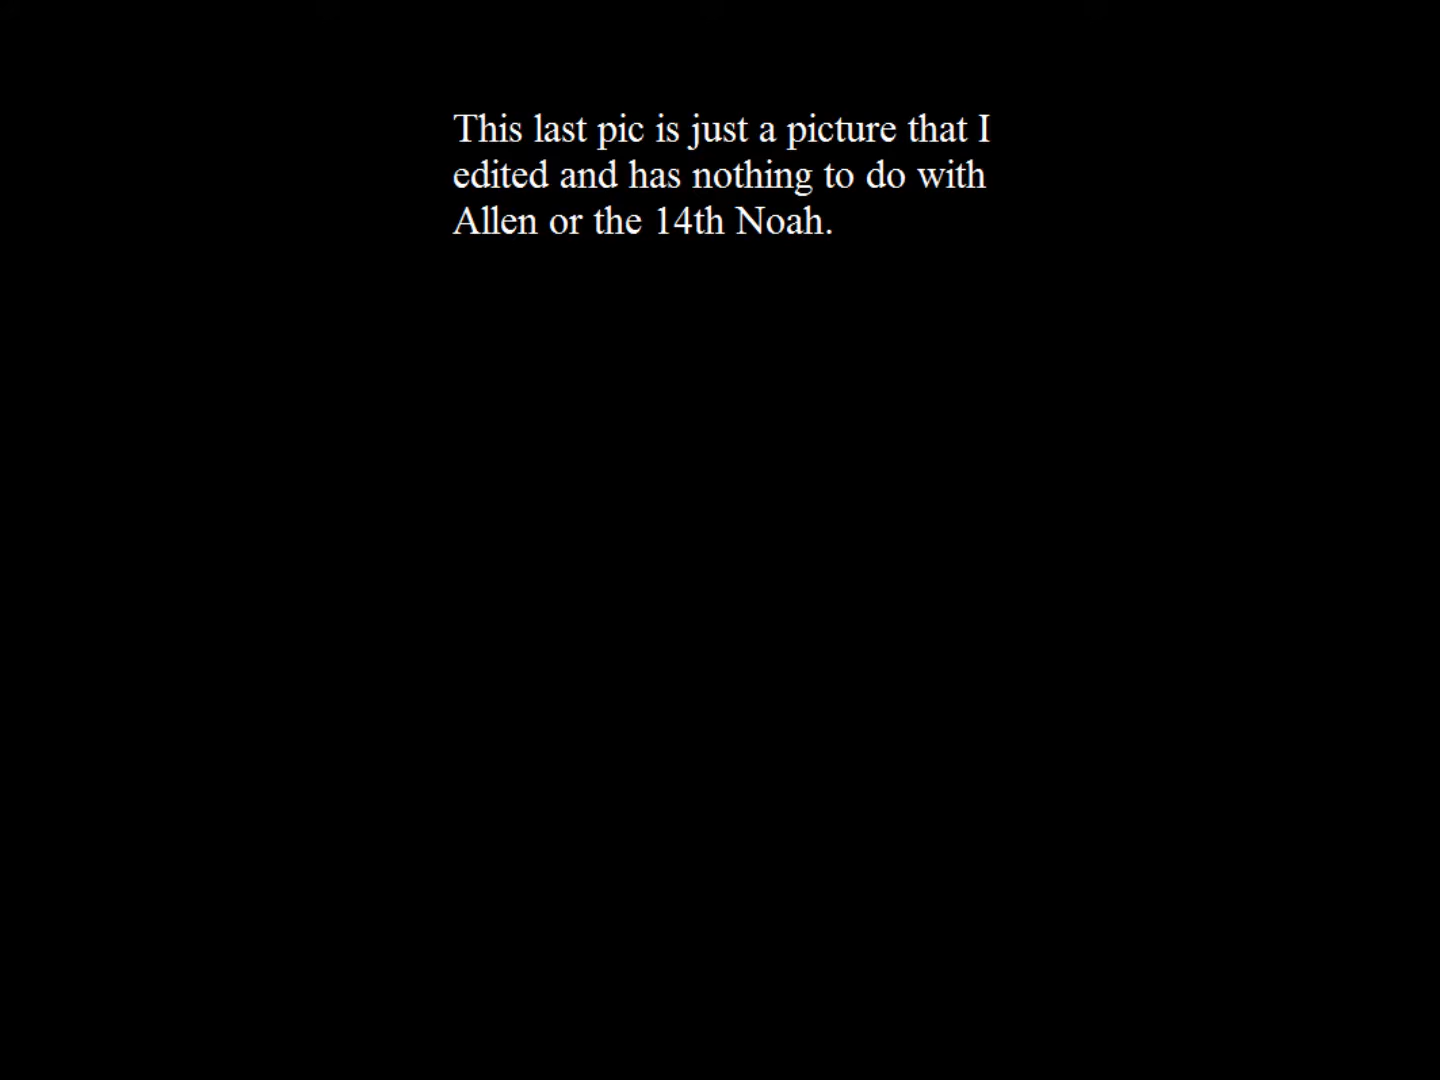 This last pic is just a picture that I
edited and has nothing to do with
Allen or the 14th Noah.